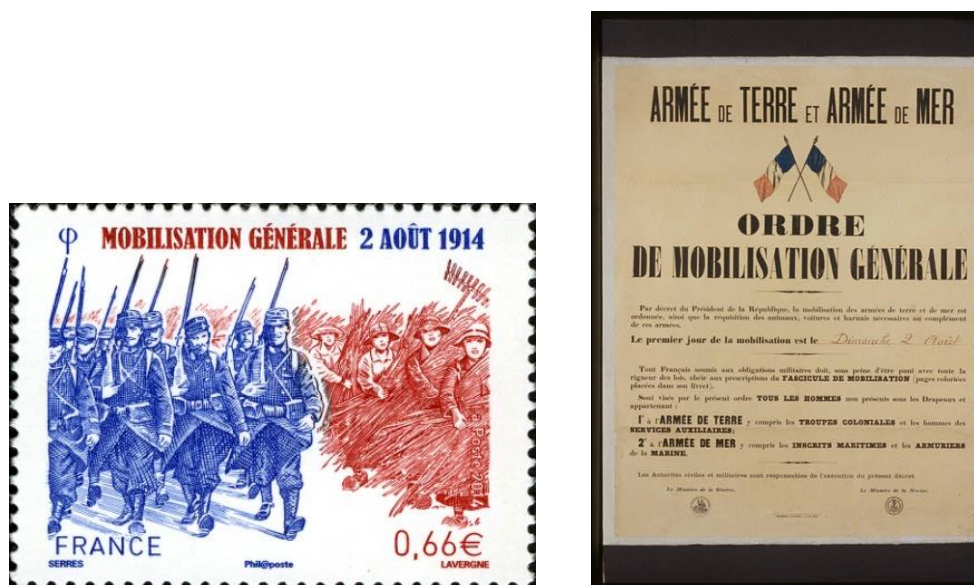 φ MOBILISATION GÉNÉRALE 2 AOÛT 1914
FRANCE
0,66€
SERRES
Phil@poste
LAVERGNE
ARMÉE DE TERRE ET ARMÉE DE MER
ORDRE
DE MOBILISATION GÉNÉRALE
Par décret du Président de la République, la mobilisation des armées de terre et de mer est
ordonnée, ainsi que la réquisition des animaux, voitures et harnais nécessaires au complément
de ces armées.
Le premier jour de la mobilisation est le Dimanche 2 Août
Tout Français soumis aux obligations militaires doit, sous peine d'être puni avec toute la
rigueur des lois, obéir aux prescriptions du FASCICULE DE MOBILISATION (pages coloriées
placées dans son livret).
Sont visés par le présent ordre TOUS LES HOMMES non présents sous les Drapeaux et
appartenant :
1° à l'ARMÉE DE TERRE y compris les TROUPES COLONIALES et les hommes des
SERVICES AUXILIAIRES;
2° à l'ARMÉE DE MER y compris les INSCRITS MARITIMES et les ARMURIERS
de la MARINE.
Les Autorités civiles et militaires sont responsables de l'exécution du présent décret.
Le Ministre de la Guerre,
Le Ministre de la Marine,